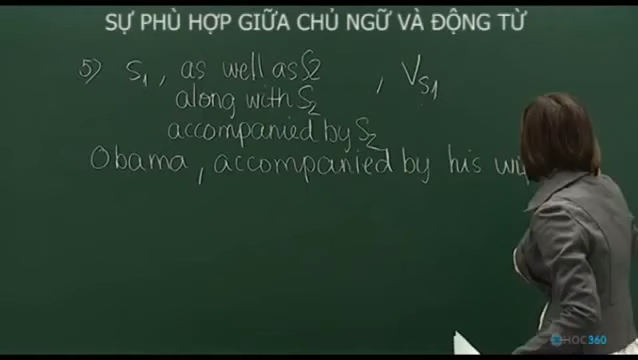 SỰ PHÙ HỢP GIỮA CHỦ NGỮ VÀ ĐỘNG TỪ
5) S1, as well as S2 , VS1
along with S2
accompanied by S2
Obama, accompanied by his
HOC360